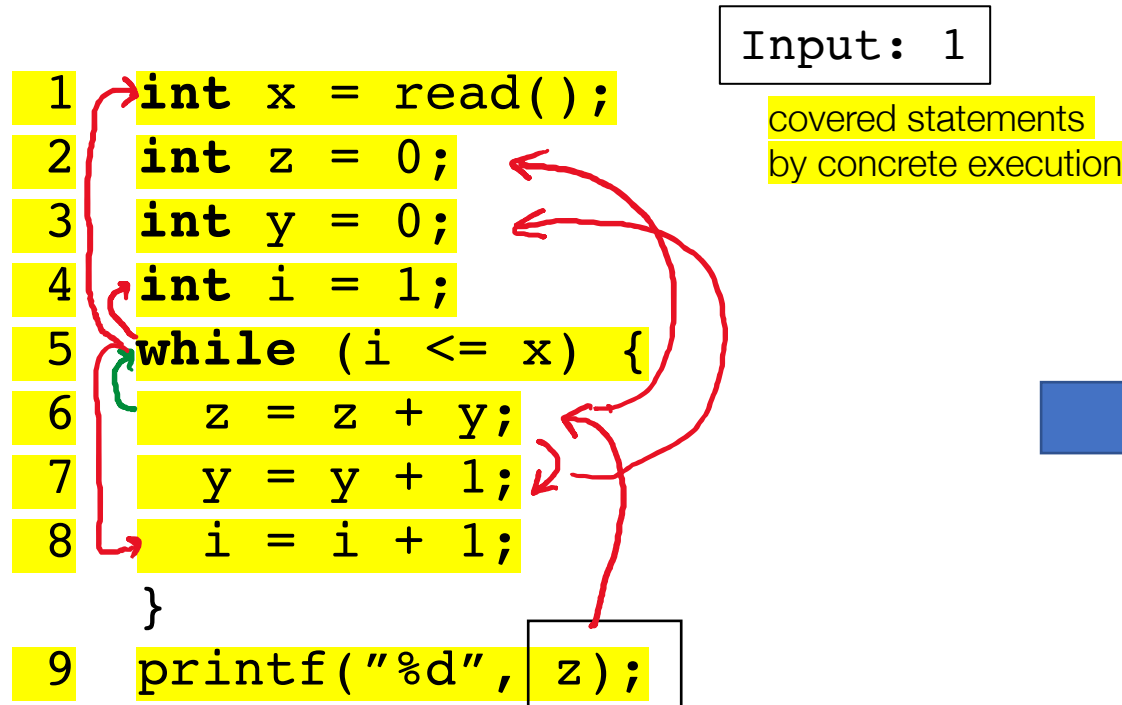 Input: 1
covered statements
by concrete execution
1 int x = read();
2 int z = 0;
3 int y = 0;
4 int i = 1;
5 while (i <= x) {
6 z = z + y;
7 y = y + 1;
8 i = i + 1;
}
9 printf("%d", z);